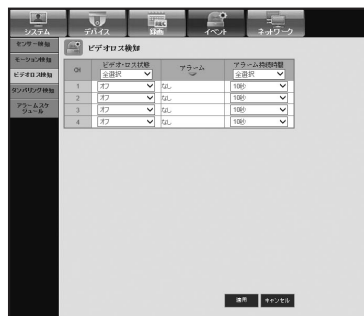 システム デバイス 録画 イベント ネットワーク
センサー検知
モーション検知
ビデオロス検知
タンパリング検知
アラームスケジュール
ビデオロス検知
CH ビデオ・ロス状態 アラーム アラーム持続時間
全選択 全選択
1 オフ なし 10秒
2 オフ なし 10秒
3 オフ なし 10秒
4 オフ なし 10秒
適用 キャンセル